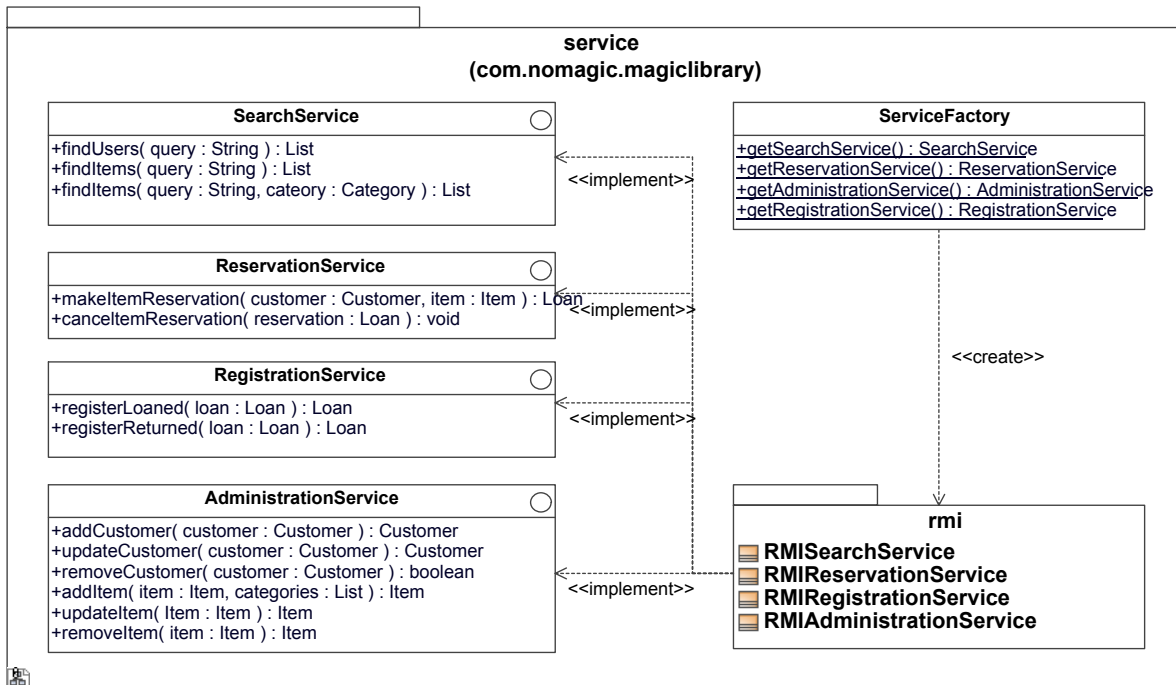 service
(com.nomagic.magiclibrary)
SearchService
+findUsers( query : String ) : List
+findItems( query : String ) : List
+findItems( query : String, cateory : Category ) : List
ServiceFactory
+getSearchService() : SearchService
+getReservationService() : ReservationService
+getAdministrationService() : AdministrationService
+getRegistrationService() : RegistrationService
<<implement>>
ReservationService
+makeItemReservation( customer : Customer, item : Item ) : Loan
+cancelItemReservation( reservation : Loan ) : void
<<implement>>
<<create>>
RegistrationService
+registerLoaned( loan : Loan ) : Loan
+registerReturned( loan : Loan ) : Loan
<<implement>>
AdministrationService
+addCustomer( customer : Customer ) : Customer
+updateCustomer( customer : Customer ) : Customer
+removeCustomer( customer : Customer ) : boolean
+addItem( item : Item, categories : List ) : Item
+updateItem( Item : Item ) : Item
+removeItem( item : Item ) : Item
<<implement>>
rmi
RMISearchService
RMIReservationService
RMIRegistrationService
RMIAdministrationService